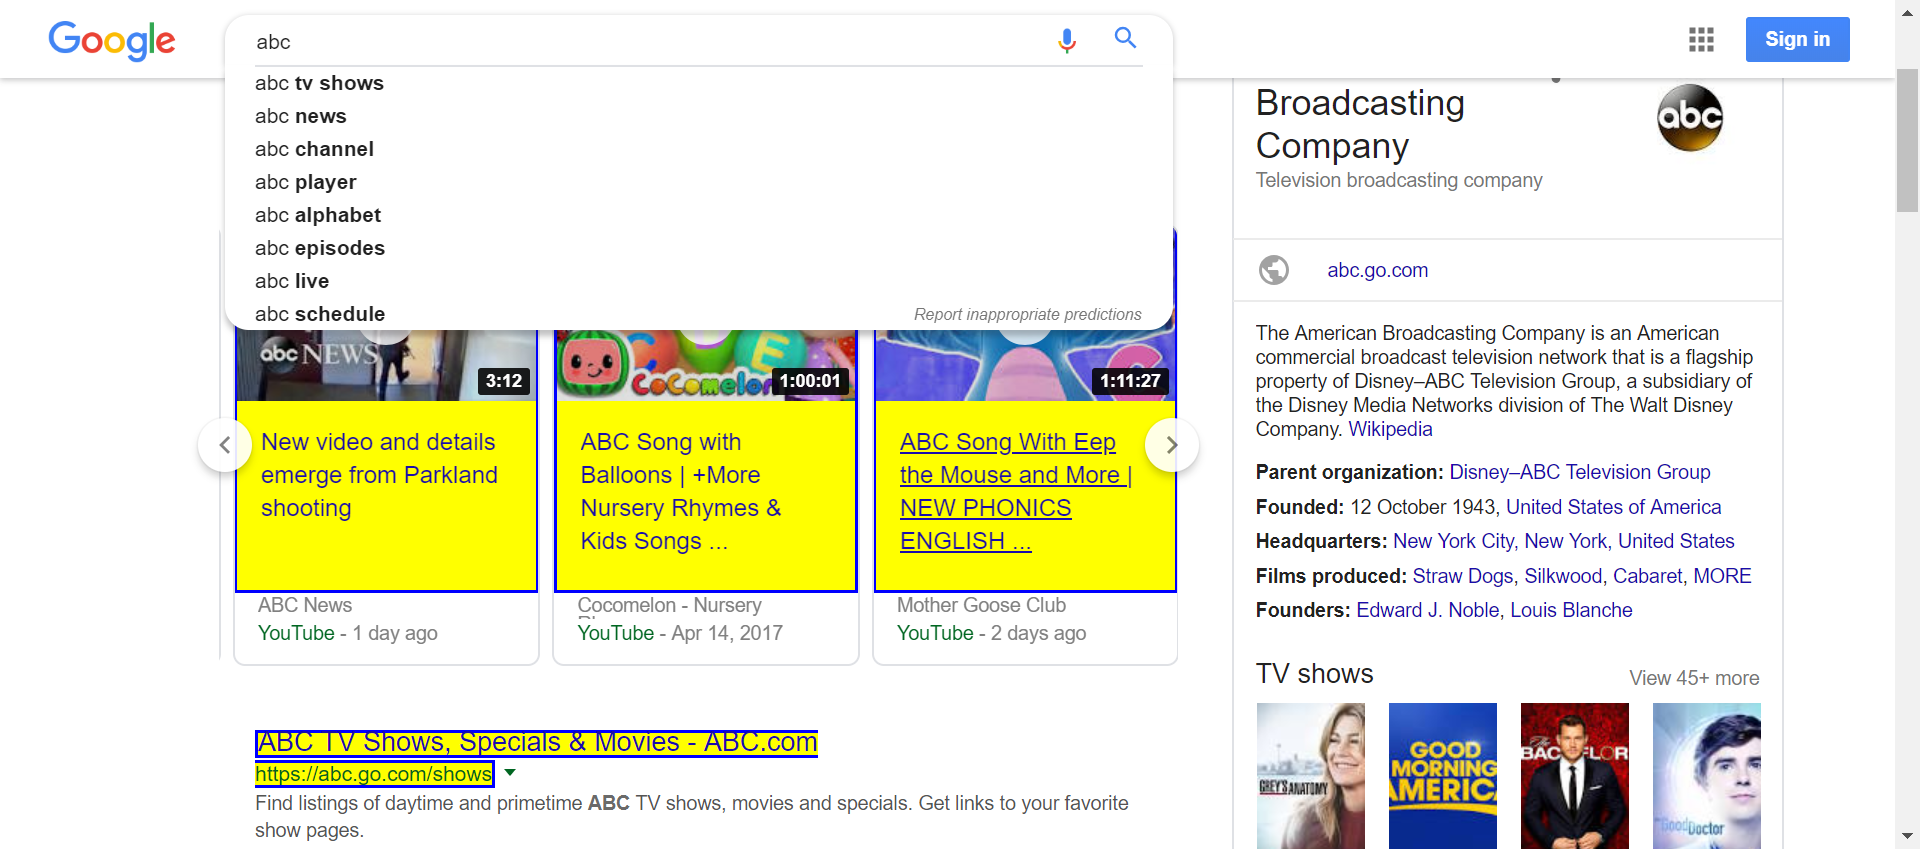 Google
abc
Sign in
abc tv shows
abc news
abc channel
abc player
abc alphabet
abc episodes
abc live
abc schedule
Report inappropriate predictions
abc NEWS
3:12
CoComelon
1:00:01
1:11:27
New video and details
emerge from Parkland
shooting
ABC News
YouTube - 1 day ago
ABC Song with
Balloons | +More
Nursery Rhymes &
Kids Songs ...
Cocomelon - Nursery
YouTube - Apr 14, 2017
ABC Song With Eep
the Mouse and More |
NEW PHONICS
ENGLISH ...
Mother Goose Club
YouTube - 2 days ago
ABC TV Shows, Specials & Movies - ABC.com
https://abc.go.com/shows
Find listings of daytime and primetime ABC TV shows, movies and specials. Get links to your favorite
show pages.
Broadcasting
Company
abc
Television broadcasting company
abc.go.com
The American Broadcasting Company is an American
commercial broadcast television network that is a flagship
property of Disney–ABC Television Group, a subsidiary of
the Disney Media Networks division of The Walt Disney
Company. Wikipedia
Parent organization: Disney–ABC Television Group
Founded: 12 October 1943, United States of America
Headquarters: New York City, New York, United States
Films produced: Straw Dogs, Silkwood, Cabaret, MORE
Founders: Edward J. Noble, Louis Blanche
TV shows
View 45+ more
GREY'S ANATOMY
GOOD
MORNING
AMERICA
The
BACHELOR
the Good Doctor